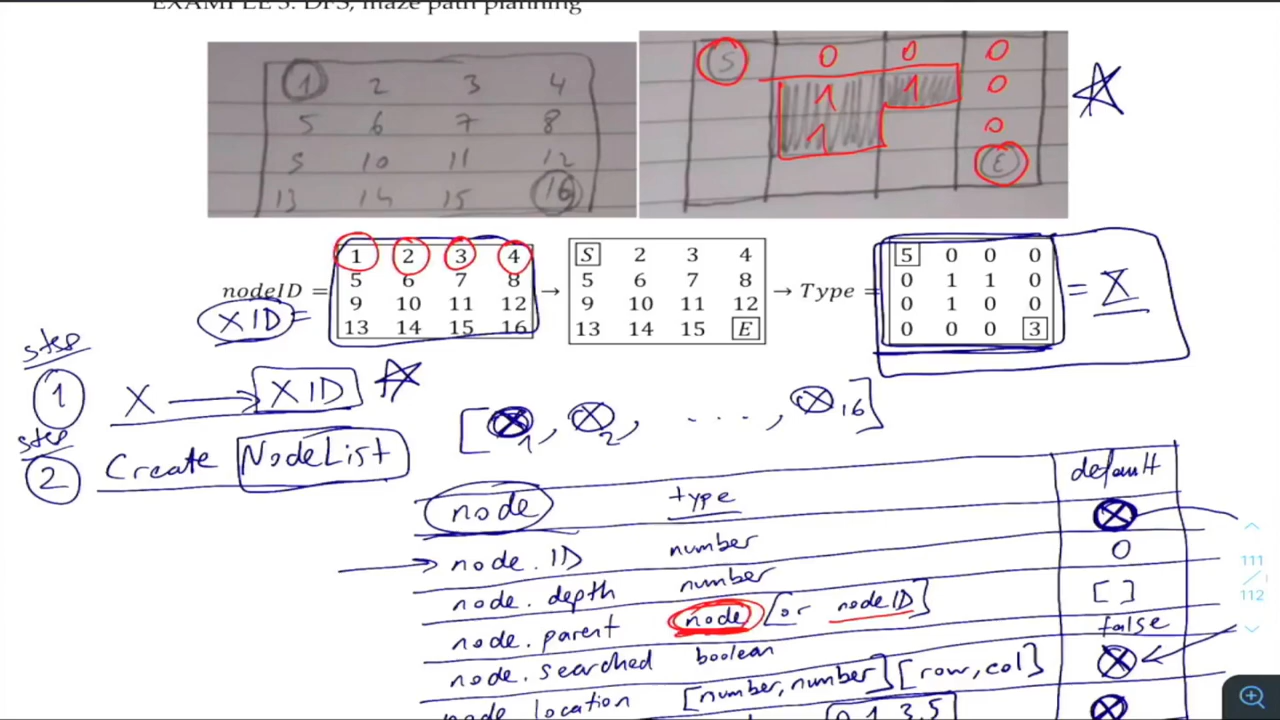 EXAMPLE 5: DFS, maze path planning
1 2 3 4
5 6 7 8
9 10 11 12
13 14 15 16
S 0 0 0
1 1 0
1 0
E
nodeID =
XID =
1 2 3 4
5 6 7 8
9 10 11 12
13 14 15 16
→
S 2 3 4
5 6 7 8
9 10 11 12
13 14 15 E
→ Type =
5 0 0 0
0 1 1 0
0 1 0 0
0 0 0 3
= X
step
1 X → XID
[⊗1, ⊗2, ...., ⊗16]
step
2 Create NodeList
node type default
node.ID number ⊗
node.depth number 0
node.parent node [or nodeID] [ ]
node.searched boolean false
node location [number, number] [row, col] ⊗
0, 1, 3, 5 ⊗
111
/
112